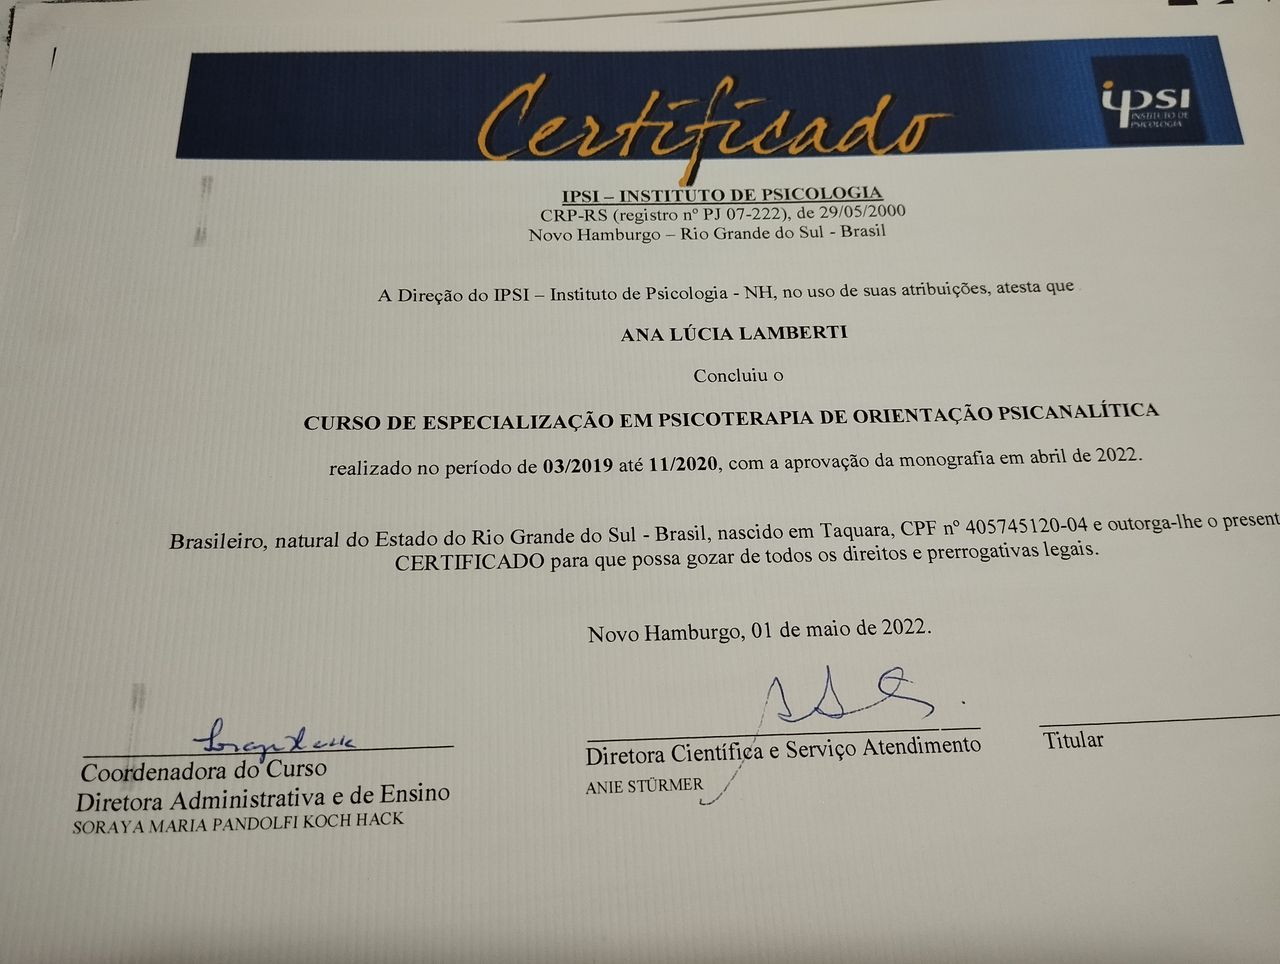 Certificado
ipsi
INSTITUTO DE
PSICOLOGIA
IPSI – INSTITUTO DE PSICOLOGIA
CRP-RS (registro nº PJ 07-222), de 29/05/2000
Novo Hamburgo – Rio Grande do Sul - Brasil
A Direção do IPSI – Instituto de Psicologia - NH, no uso de suas atribuições, atesta que
ANA LÚCIA LAMBERTI
Concluiu o
CURSO DE ESPECIALIZAÇÃO EM PSICOTERAPIA DE ORIENTAÇÃO PSICANALÍTICA
realizado no período de 03/2019 até 11/2020, com a aprovação da monografia em abril de 2022.
Brasileiro, natural do Estado do Rio Grande do Sul - Brasil, nascido em Taquara, CPF nº 405745120-04 e outorga-lhe o present
CERTIFICADO para que possa gozar de todos os direitos e prerrogativas legais.
Novo Hamburgo, 01 de maio de 2022.
Coordenadora do Curso
Diretora Administrativa e de Ensino
SORAYA MARIA PANDOLFI KOCH HACK
Diretora Científica e Serviço Atendimento
ANIE STÜRMER
Titular